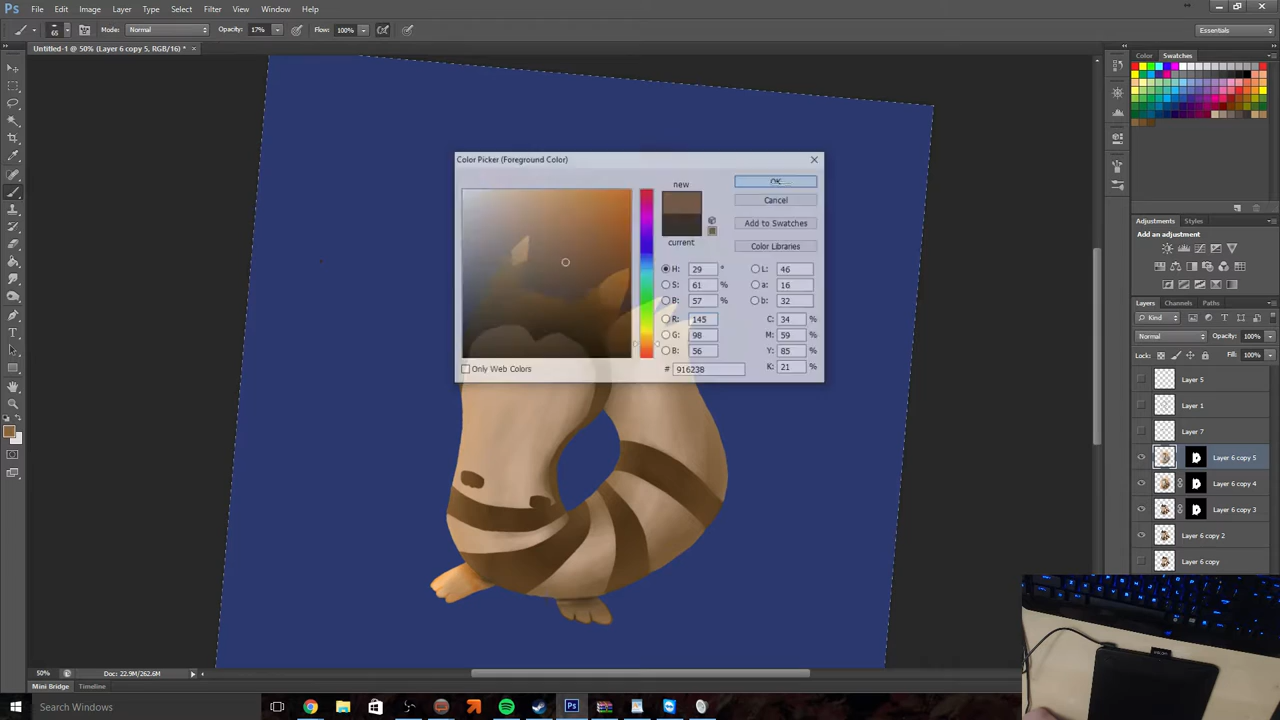 Ps File Edit Image Layer Type Select Filter View Window Help
65 Mode: Normal Opacity: 17% Flow: 100% Essentials
Untitled-1 @ 50% (Layer 6 copy 5, RGB/16) * ×
Color Swatches
Color Picker (Foreground Color)
new
current
OK
Cancel
Add to Swatches
Color Libraries
H: 29 °
S: 61 %
B: 57 %
R: 145
G: 98
B: 56
# 916238
L: 46
a: 16
b: 32
C: 34 %
M: 59 %
Y: 85 %
K: 21 %
Only Web Colors
Adjustments Styles
Add an adjustment
Layers Channels Paths
Kind
Normal Opacity: 100%
Lock: Fill: 100%
Layer 5
Layer 1
Layer 7
Layer 6 copy 5
Layer 6 copy 4
Layer 6 copy 3
Layer 6 copy 2
Layer 6 copy
50% Doc: 22.9M/262.6M
Mini Bridge Timeline
Search Windows